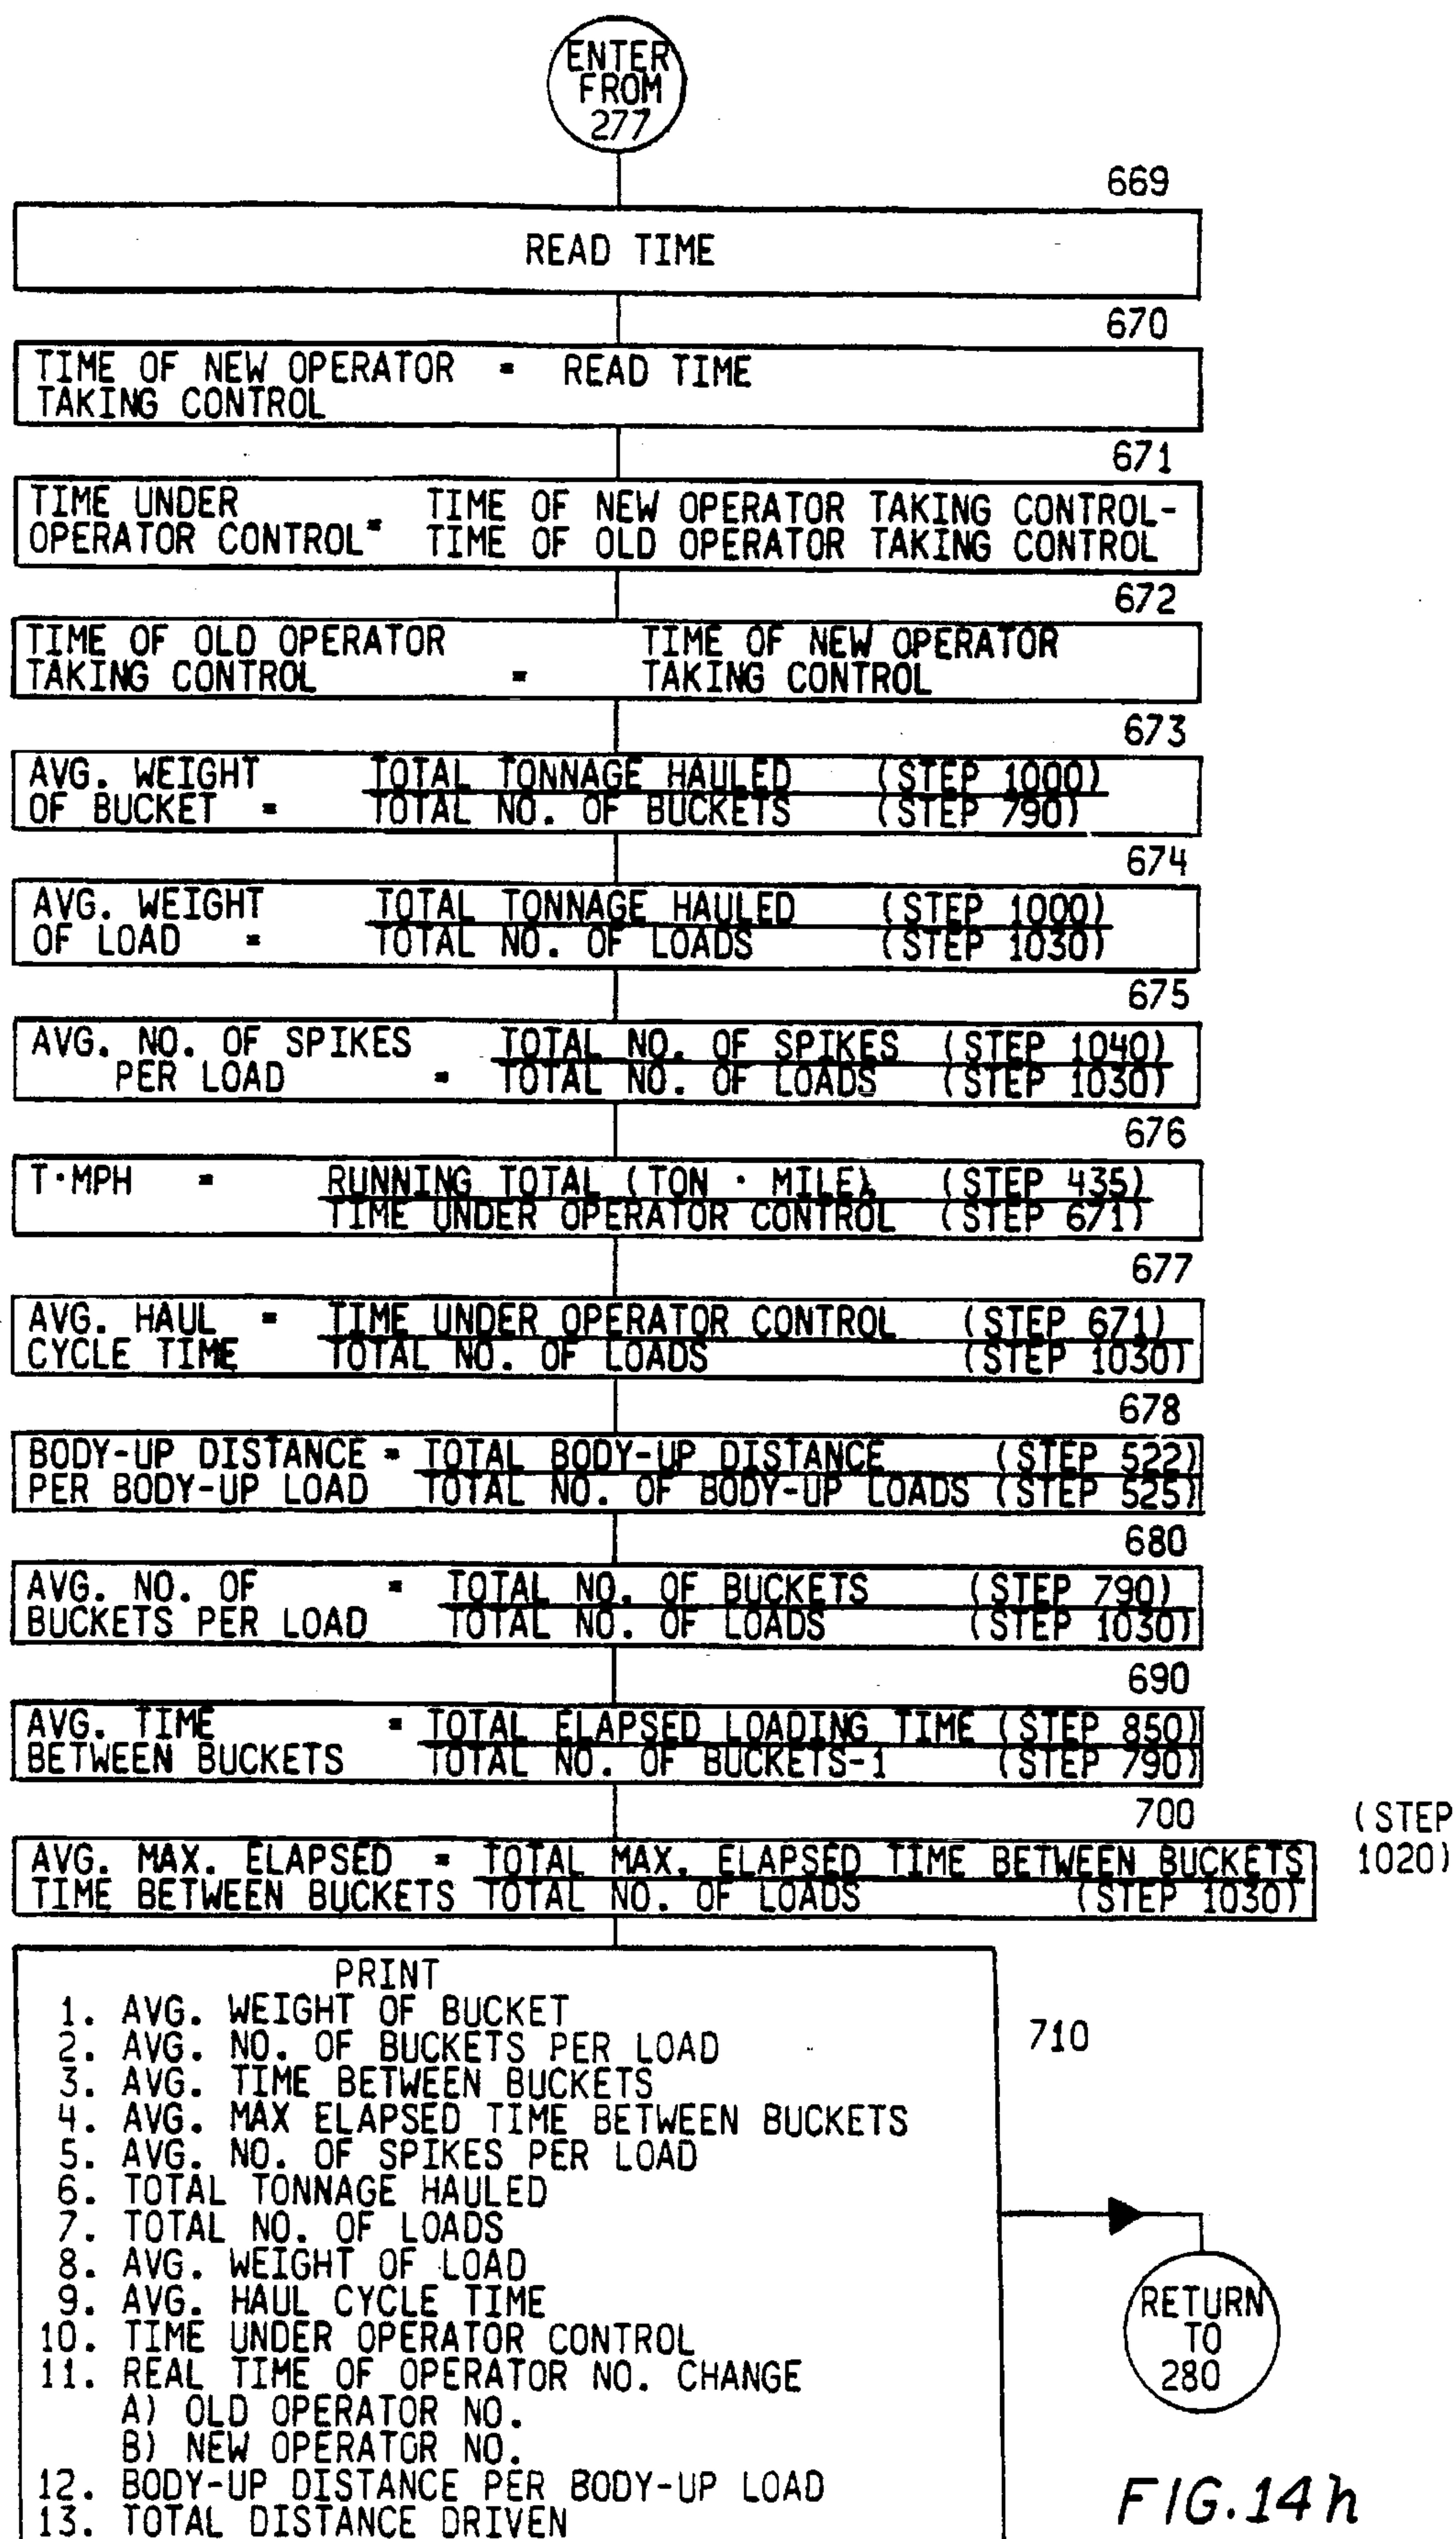 ENTER
FROM
277
669
READ TIME
670
TIME OF NEW OPERATOR = READ TIME
TAKING CONTROL
671
TIME UNDER TIME OF NEW OPERATOR TAKING CONTROL-
OPERATOR CONTROL= TIME OF OLD OPERATOR TAKING CONTROL
672
TIME OF OLD OPERATOR TIME OF NEW OPERATOR
TAKING CONTROL = TAKING CONTROL
673
AVG. WEIGHT TOTAL TONNAGE HAULED (STEP 1000)
OF BUCKET = TOTAL NO. OF BUCKETS (STEP 790)
674
AVG. WEIGHT TOTAL TONNAGE HAULED (STEP 1000)
OF LOAD = TOTAL NO. OF LOADS (STEP 1030)
675
AVG. NO. OF SPIKES TOTAL NO. OF SPIKES (STEP 1040)
PER LOAD = TOTAL NO. OF LOADS (STEP 1030)
676
T·MPH = RUNNING TOTAL (TON · MILE) (STEP 435)
TIME UNDER OPERATOR CONTROL (STEP 671)
677
AVG. HAUL = TIME UNDER OPERATOR CONTROL (STEP 671)
CYCLE TIME TOTAL NO. OF LOADS (STEP 1030)
678
BODY-UP DISTANCE = TOTAL BODY-UP DISTANCE (STEP 522)
PER BODY-UP LOAD TOTAL NO. OF BODY-UP LOADS (STEP 525)
680
AVG. NO. OF = TOTAL NO. OF BUCKETS (STEP 790)
BUCKETS PER LOAD TOTAL NO. OF LOADS (STEP 1030)
690
AVG. TIME = TOTAL ELAPSED LOADING TIME (STEP 850)
BETWEEN BUCKETS TOTAL NO. OF BUCKETS-1 (STEP 790)
700
AVG. MAX. ELAPSED = TOTAL MAX. ELAPSED TIME BETWEEN BUCKETS (STEP 1020)
TIME BETWEEN BUCKETS TOTAL NO. OF LOADS (STEP 1030)
PRINT
1. AVG. WEIGHT OF BUCKET
2. AVG. NO. OF BUCKETS PER LOAD
3. AVG. TIME BETWEEN BUCKETS
4. AVG. MAX ELAPSED TIME BETWEEN BUCKETS
5. AVG. NO. OF SPIKES PER LOAD
6. TOTAL TONNAGE HAULED
7. TOTAL NO. OF LOADS
8. AVG. WEIGHT OF LOAD
9. AVG. HAUL CYCLE TIME
10. TIME UNDER OPERATOR CONTROL
11. REAL TIME OF OPERATOR NO. CHANGE
A) OLD OPERATOR NO.
B) NEW OPERATOR NO.
12. BODY-UP DISTANCE PER BODY-UP LOAD
13. TOTAL DISTANCE DRIVEN
710
RETURN
TO
280
FIG. 14h